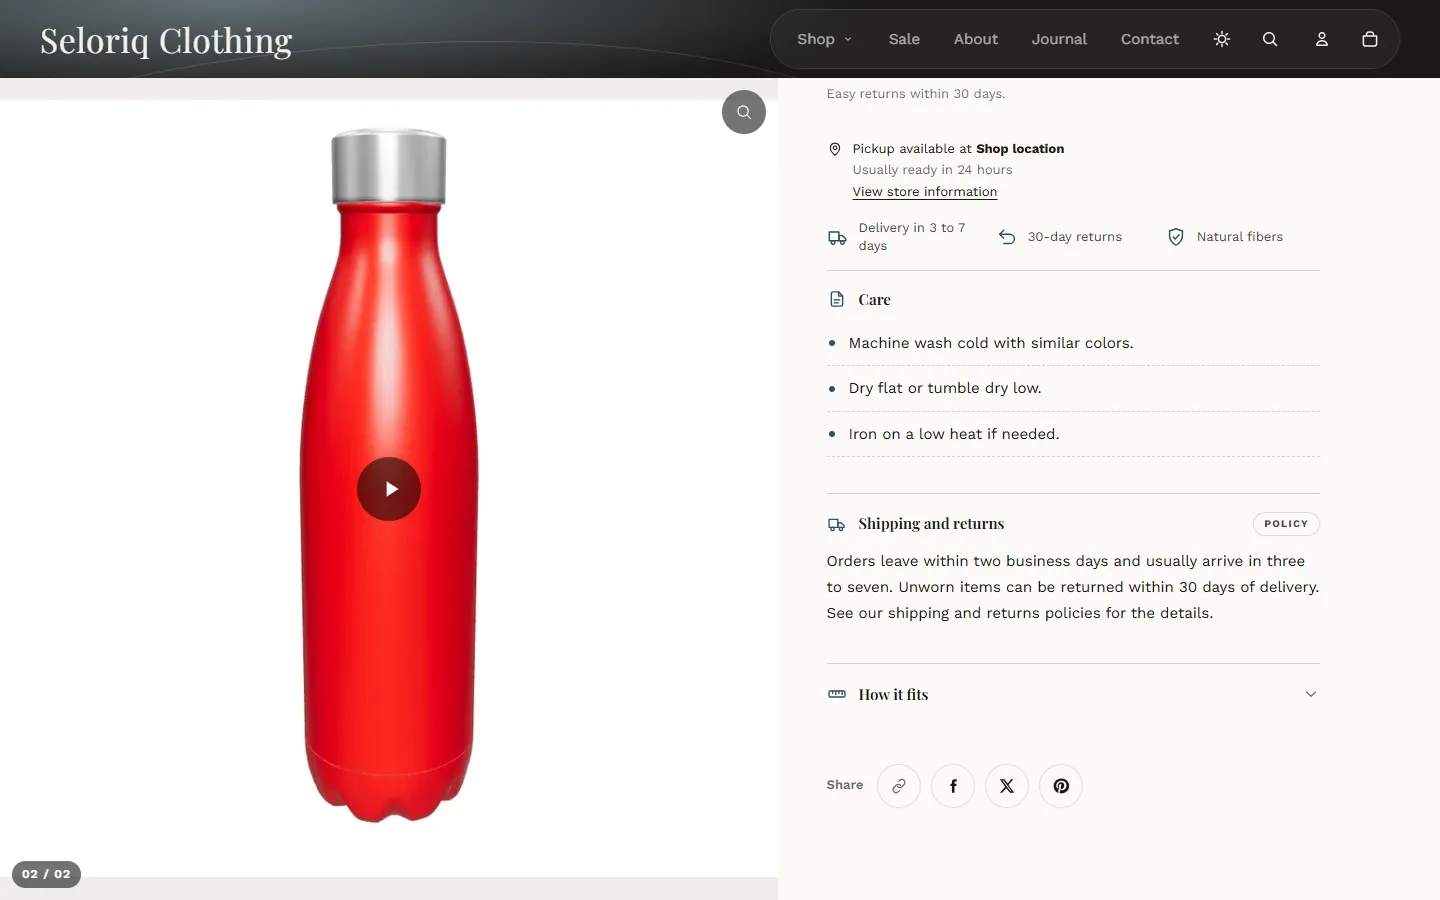 Seloriq Clothing
Shop
Sale
About
Journal
Contact
Easy returns within 30 days.
Pickup available at Shop location
Usually ready in 24 hours
View store information
Delivery in 3 to 7
days
30-day returns
Natural fibers
Care
Machine wash cold with similar colors.
Dry flat or tumble dry low.
Iron on a low heat if needed.
Shipping and returns
POLICY
Orders leave within two business days and usually arrive in three
to seven. Unworn items can be returned within 30 days of delivery.
See our shipping and returns policies for the details.
How it fits
Share
02 / 02